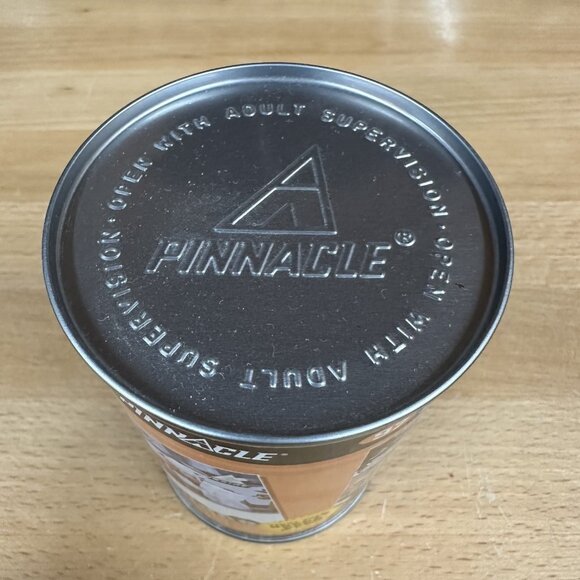 OPEN WITH ADULT SUPERVISION · OPEN WITH ADULT SUPERVISION ·
PINNACLE®
PINNACLE®